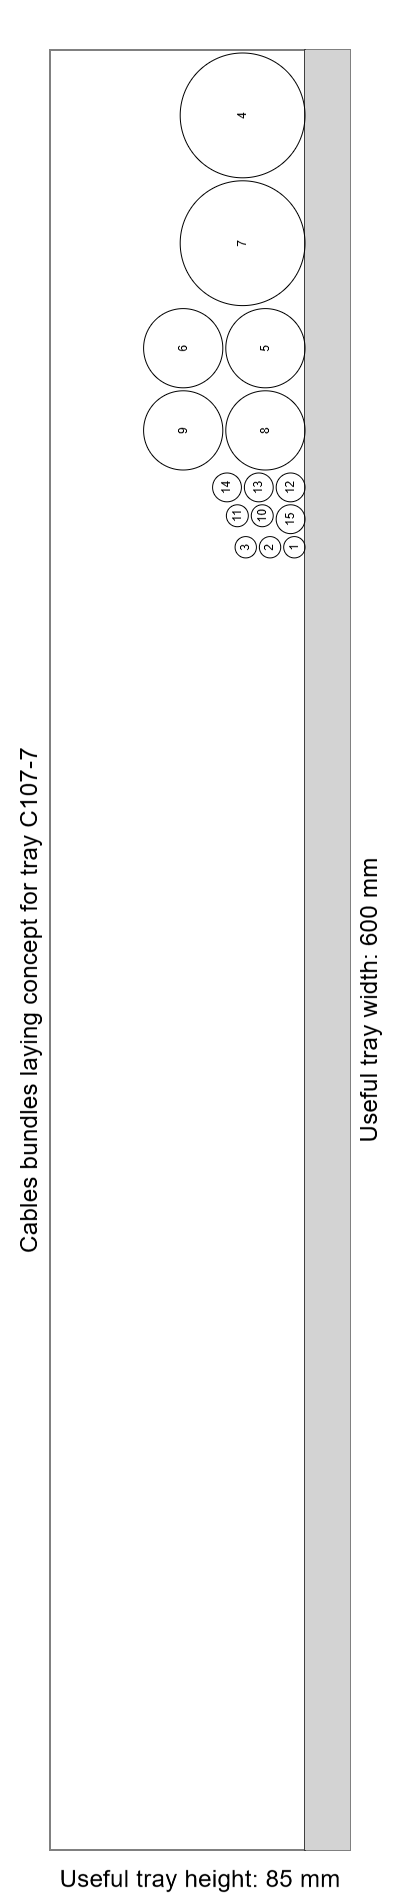 4
7
6 5
9 8
14 13 12
11 10 15
3 2 1
Cables bundles laying concept for tray C107-7
Useful tray width: 600 mm
Useful tray height: 85 mm